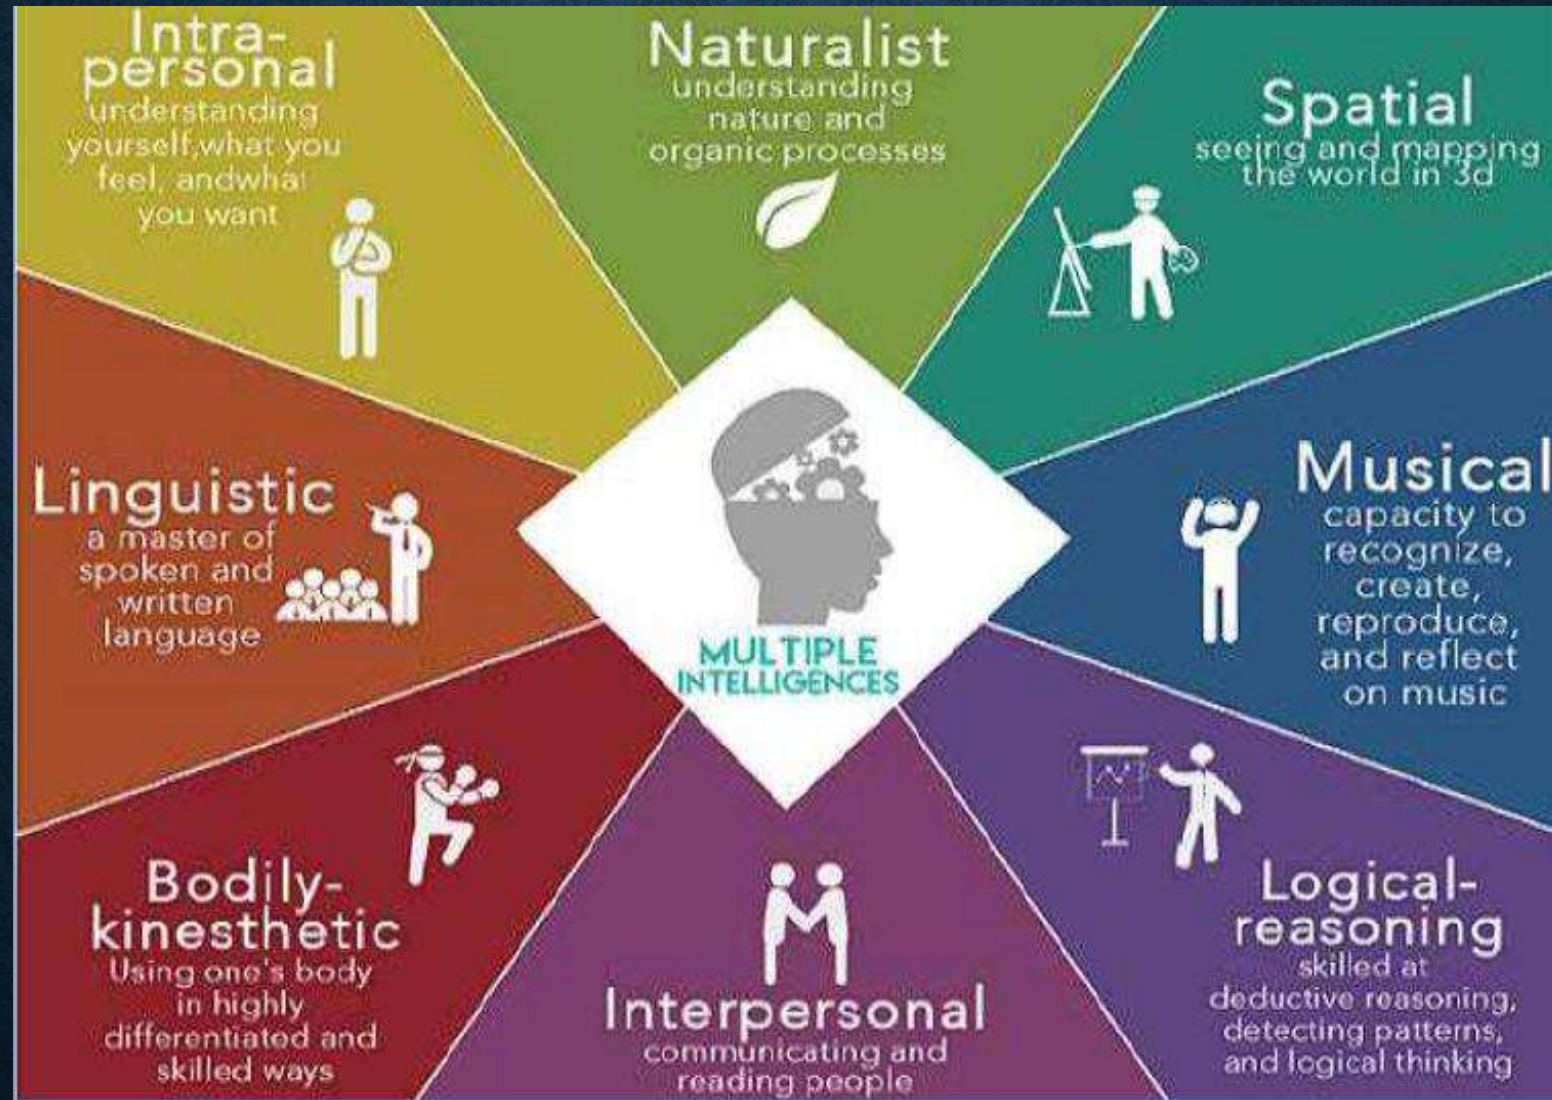 Intra-
personal
understanding
yourself,what you
feel, andwhat
you want
Naturalist
understanding
nature and
organic processes
Spatial
seeing and mapping
the world in 3d
Linguistic
a master of
spoken and
written
language
MULTIPLE
INTELLIGENCES
Musical
capacity to
recognize,
create,
reproduce,
and reflect
on music
Bodily-
kinesthetic
Using one's body
in highly
differentiated and
skilled ways
Interpersonal
communicating and
reading people
Logical-
reasoning
skilled at
deductive reasoning,
detecting patterns,
and logical thinking